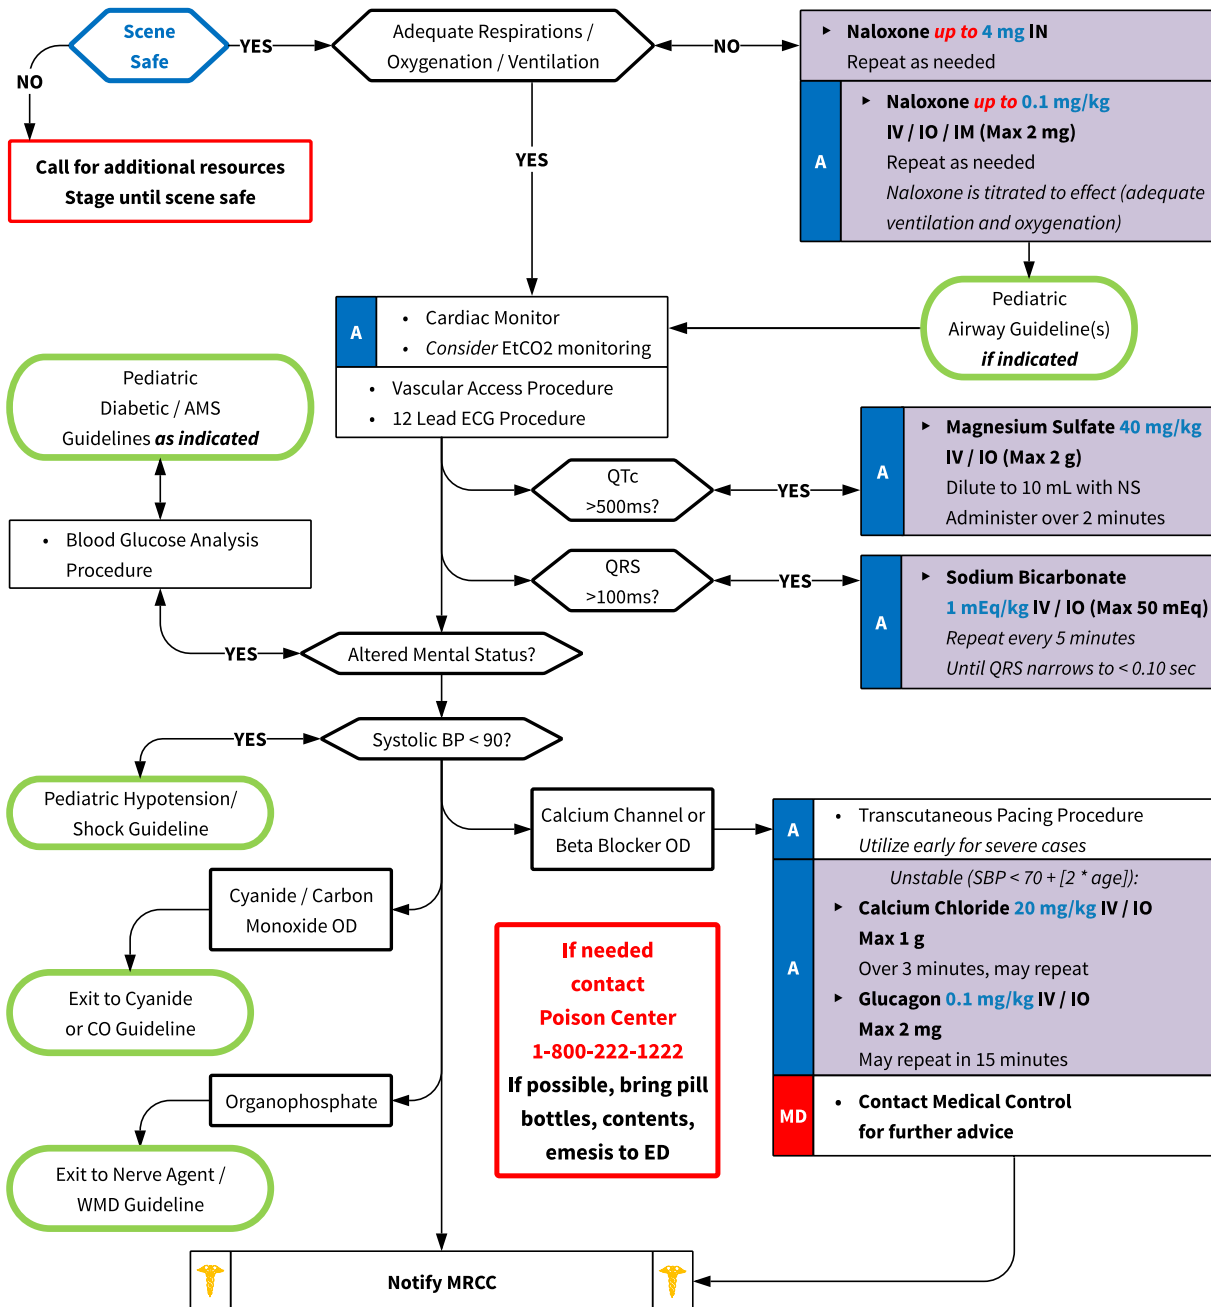 Scene
Safe
YES
NO
Adequate Respirations /
Oxygenation / Ventilation
NO
YES
Call for additional resources
Stage until scene safe
▸ Naloxone up to 4 mg IN
Repeat as needed
A
▸ Naloxone up to 0.1 mg/kg
IV / IO / IM (Max 2 mg)
Repeat as needed
Naloxone is titrated to effect (adequate
ventilation and oxygenation)
Pediatric
Airway Guideline(s)
if indicated
A
• Cardiac Monitor
• Consider EtCO2 monitoring
• Vascular Access Procedure
• 12 Lead ECG Procedure
Pediatric
Diabetic / AMS
Guidelines as indicated
• Blood Glucose Analysis
Procedure
QTc
>500ms?
YES
A
▸ Magnesium Sulfate 40 mg/kg
IV / IO (Max 2 g)
Dilute to 10 mL with NS
Administer over 2 minutes
QRS
>100ms?
YES
A
▸ Sodium Bicarbonate
1 mEq/kg IV / IO (Max 50 mEq)
Repeat every 5 minutes
Until QRS narrows to < 0.10 sec
YES
Altered Mental Status?
YES
Systolic BP < 90?
Pediatric Hypotension/
Shock Guideline
Calcium Channel or
Beta Blocker OD
A
• Transcutaneous Pacing Procedure
Utilize early for severe cases
A
Unstable (SBP < 70 + [2 * age]):
▸ Calcium Chloride 20 mg/kg IV / IO
Max 1 g
Over 3 minutes, may repeat
▸ Glucagon 0.1 mg/kg IV / IO
Max 2 mg
May repeat in 15 minutes
MD
• Contact Medical Control
for further advice
Cyanide / Carbon
Monoxide OD
Exit to Cyanide
or CO Guideline
Organophosphate
Exit to Nerve Agent /
WMD Guideline
If needed
contact
Poison Center
1-800-222-1222
If possible, bring pill
bottles, contents,
emesis to ED
Notify MRCC